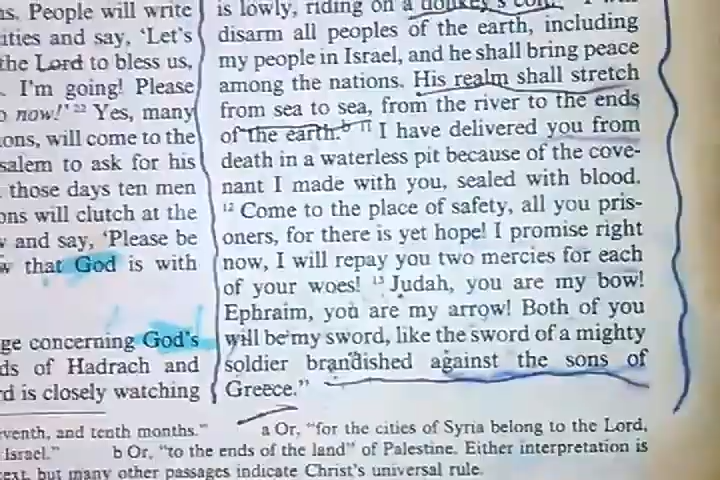 ns. People will write
ities and say, ‘Let’s
the Lord to bless us,
I’m going! Please
now!’ ²² Yes, many
ons, will come to the
salem to ask for his
those days ten men
ons will clutch at the
and say, ‘Please be
that God is with
ge concerning God’s
ds of Hadrach and
rd is closely watching
is lowly, riding on a donkey’s colt!
disarm all peoples of the earth, including
my people in Israel, and he shall bring peace
among the nations. His realm shall stretch
from sea to sea, from the river to the ends
of the earth.b ¹¹ I have delivered you from
death in a waterless pit because of the cove-
nant I made with you, sealed with blood.
¹² Come to the place of safety, all you pris-
oners, for there is yet hope! I promise right
now, I will repay you two mercies for each
of your woes! ¹³ Judah, you are my bow!
Ephraim, you are my arrow! Both of you
will be my sword, like the sword of a mighty
soldier brandished against the sons of
Greece.”
venth, and tenth months.” a Or, “for the cities of Syria belong to the Lord,
Israel.” b Or, “to the ends of the land” of Palestine. Either interpretation is
text, but many other passages indicate Christ’s universal rule.